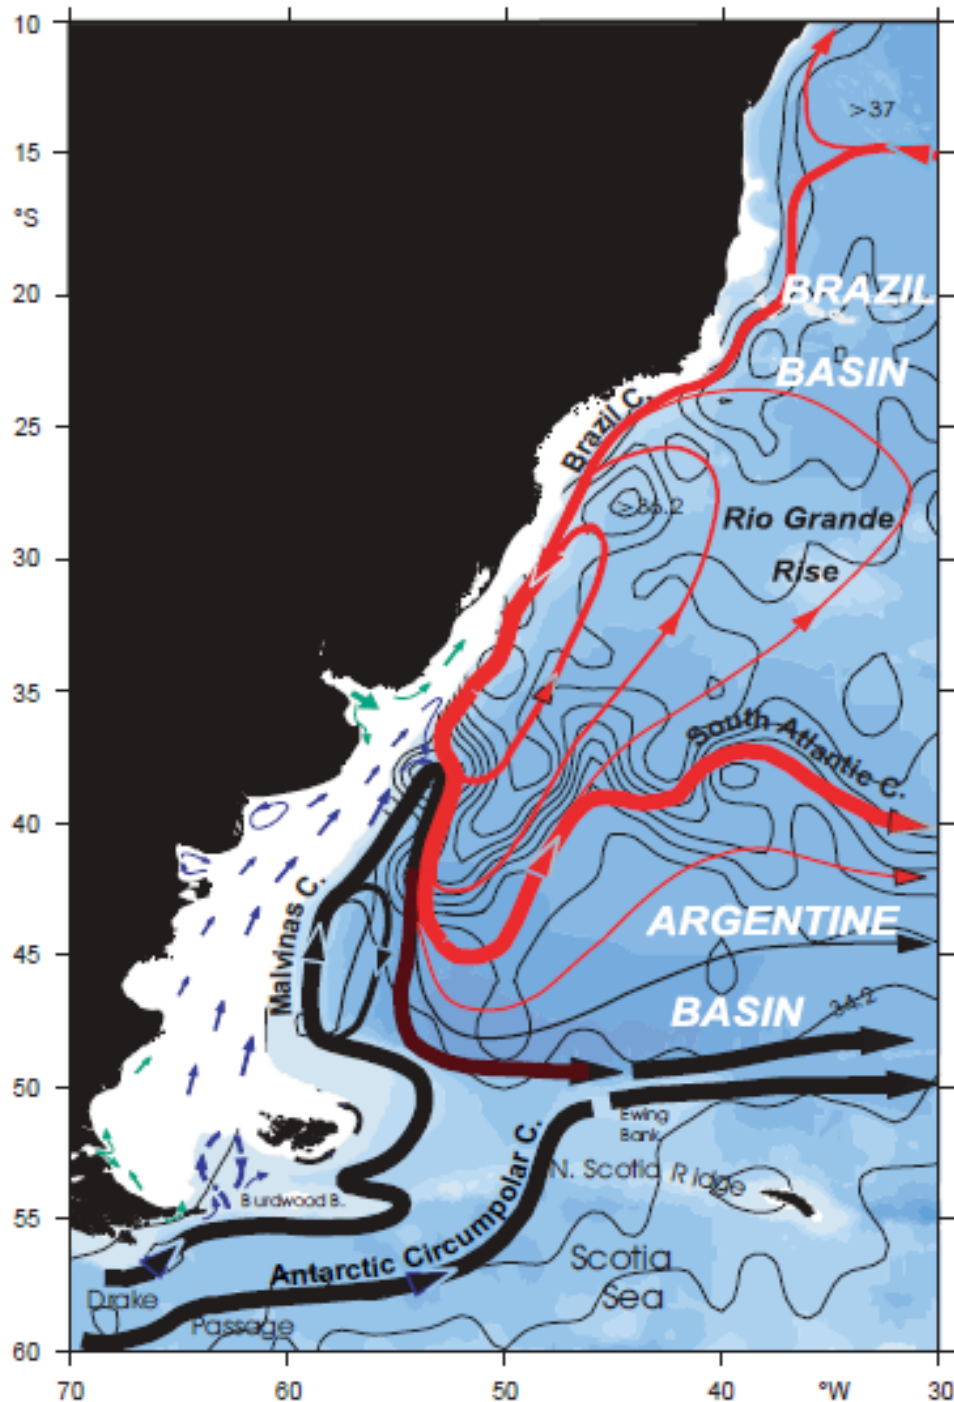 10
>37
15
°S
20
BRAZIL
BASIN
25
Brazil C.
>36.2
Rio Grande
Rise
30
35
South Atlantic C.
40
Malvinas C.
ARGENTINE
45
BASIN
34.2
50
Ewing
Bank
N. Scotia Ridge
Burdwood B.
55
Antarctic Circumpolar C.
Scotia
Sea
Drake
Passage
60
70 60 50 40 °W 30